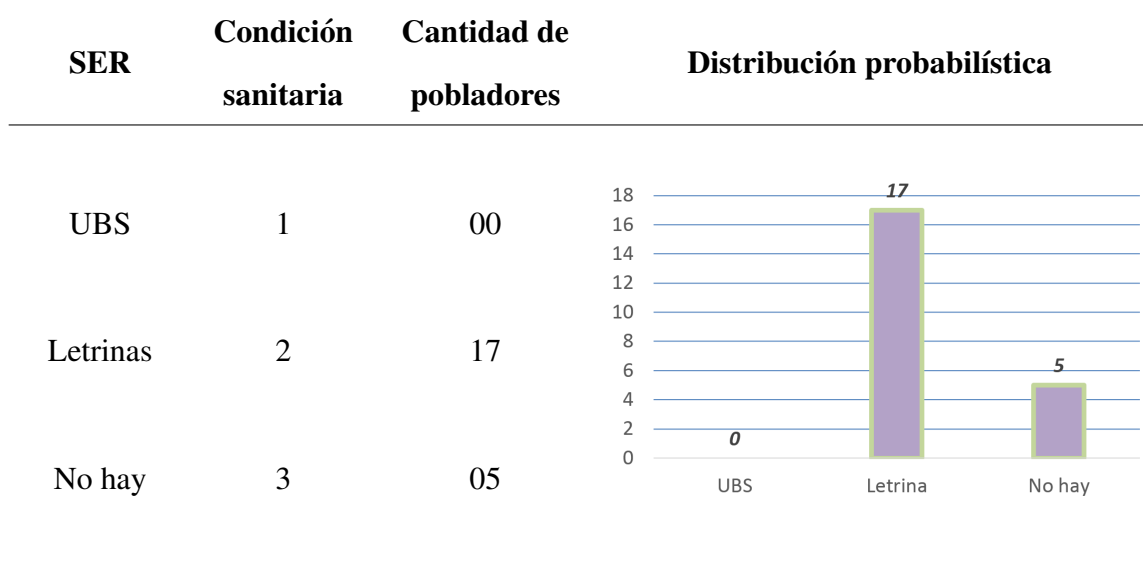 SER
Condición
sanitaria
Cantidad de
pobladores
Distribución probabilística
UBS 1 00
Letrinas 2 17
No hay 3 05
18
16
14
12
10
8
6
4
2
0
0
17
5
UBS Letrina No hay